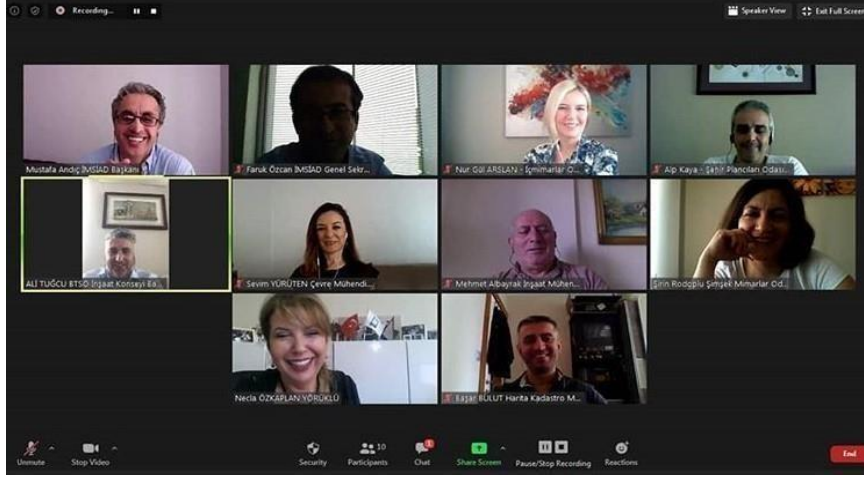 Recording...
Speaker View
Exit Full Screen
Mustafa Andıç İMSİAD Başkanı
Faruk Özcan İMSİAD Genel Sekr...
Nur Gül ARSLAN - İçmimarlar O...
Alp Kaya - Şehir Plancıları Odası...
ALİ TUĞCU BTSO İnşaat Konseyi Ba...
Sevim YÜRÜTEN Çevre Mühendi...
Mehmet Albayrak İnşaat Mühen...
Şirin Rodoplu Şimşek Mimarlar Od...
Necla ÖZKAPLAN YÖRÜKLÜ
Başar BULUT Harita Kadastro M...
Unmute
Stop Video
Security
10
Participants
1
Chat
Share Screen
Pause/Stop Recording
Reactions
End